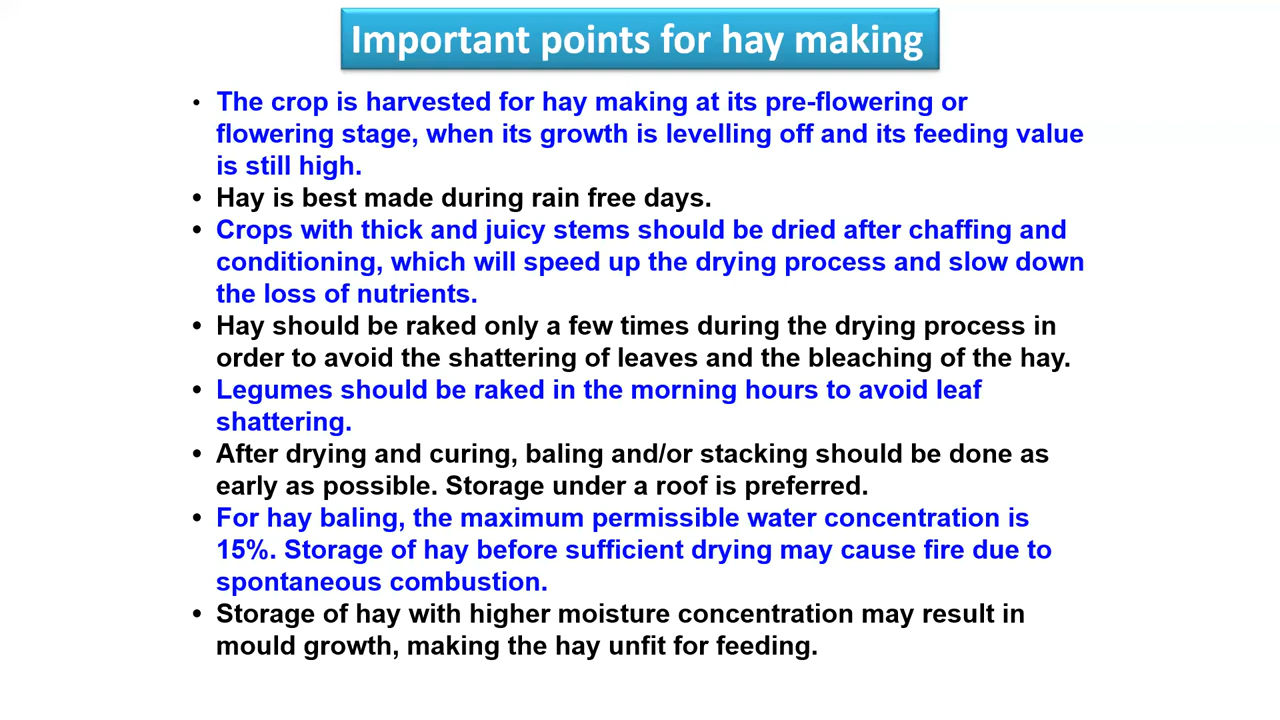 Important points for hay making
• The crop is harvested for hay making at its pre-flowering or
flowering stage, when its growth is levelling off and its feeding value
is still high.
• Hay is best made during rain free days.
• Crops with thick and juicy stems should be dried after chaffing and
conditioning, which will speed up the drying process and slow down
the loss of nutrients.
• Hay should be raked only a few times during the drying process in
order to avoid the shattering of leaves and the bleaching of the hay.
• Legumes should be raked in the morning hours to avoid leaf
shattering.
• After drying and curing, baling and/or stacking should be done as
early as possible. Storage under a roof is preferred.
• For hay baling, the maximum permissible water concentration is
15%. Storage of hay before sufficient drying may cause fire due to
spontaneous combustion.
• Storage of hay with higher moisture concentration may result in
mould growth, making the hay unfit for feeding.